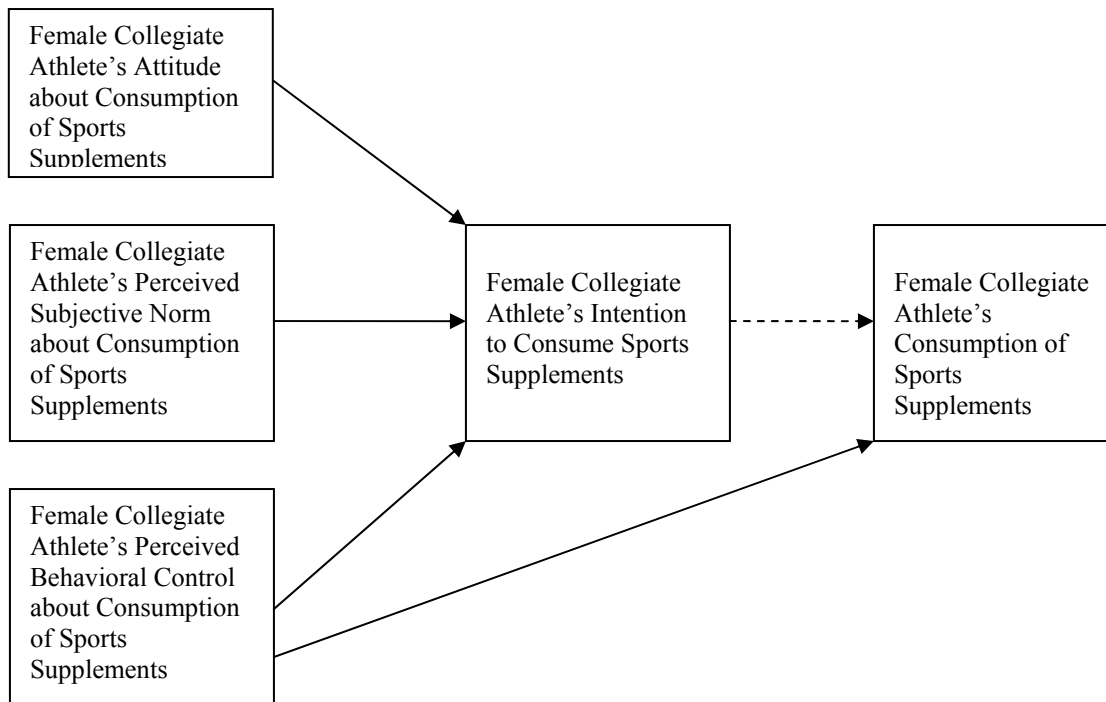 Female Collegiate
Athlete’s Attitude
about Consumption
of Sports
Supplements
Female Collegiate
Athlete’s Perceived
Subjective Norm
about Consumption
of Sports
Supplements
Female Collegiate
Athlete’s Perceived
Behavioral Control
about Consumption
of Sports
Supplements
Female Collegiate
Athlete’s Intention
to Consume Sports
Supplements
Female Collegiate
Athlete’s
Consumption of
Sports
Supplements